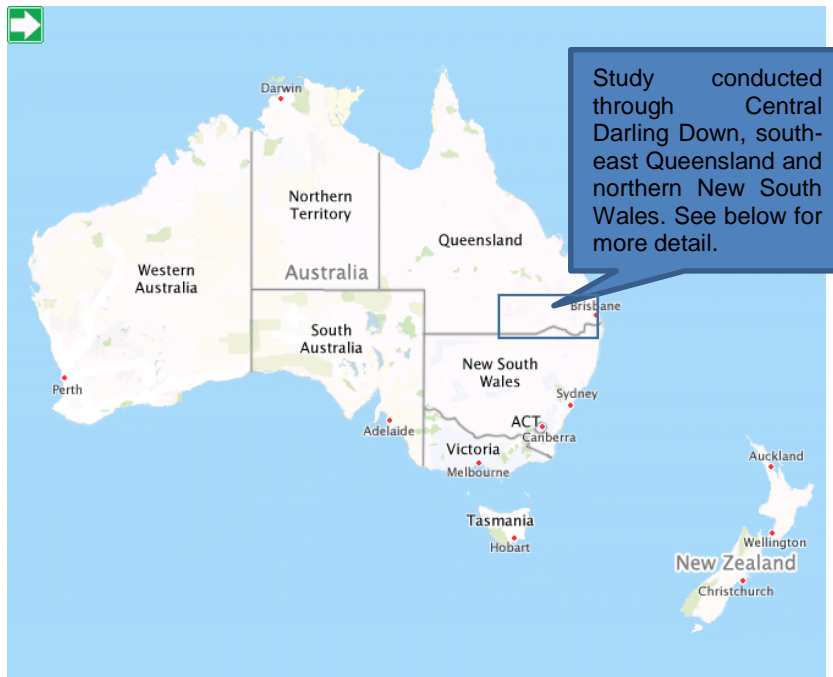 Darwin
Study conducted
through Central
Darling Down, south-
east Queensland and
northern New South
Wales. See below for
more detail.
Northern
Territory
Queensland
Western
Australia
Australia
Brisbane
South
Australia
New South
Wales
Perth
Sydney
Adelaide
ACT
Canberra
Victoria
Melbourne
Auckland
Tasmania
Hobart
Wellington
New Zealand
Christchurch